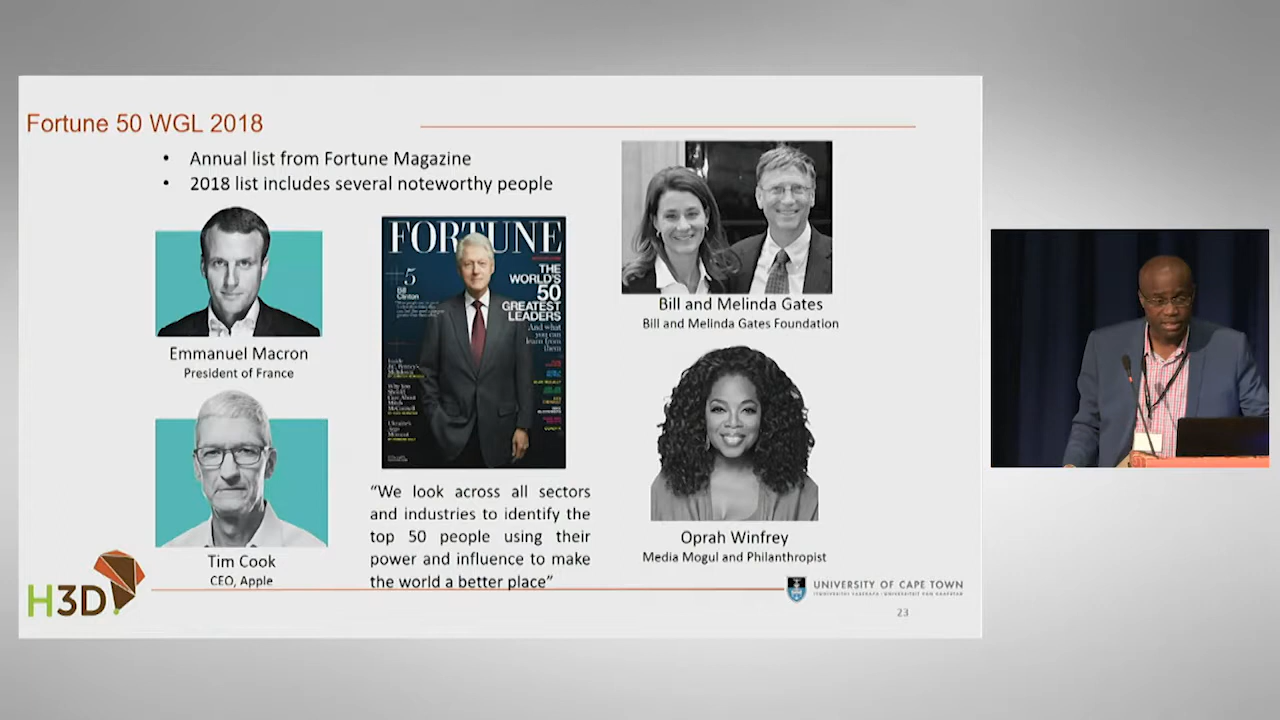 Fortune 50 WGL 2018
• Annual list from Fortune Magazine
• 2018 list includes several noteworthy people
Emmanuel Macron
President of France
Tim Cook
CEO, Apple
FORTUNE
5
Bill
Clinton
THE
WORLD'S
50
GREATEST
LEADERS
And what
you can
learn from
them
“We look across all sectors
and industries to identify the
top 50 people using their
power and influence to make
the world a better place”
Bill and Melinda Gates
Bill and Melinda Gates Foundation
Oprah Winfrey
Media Mogul and Philanthropist
H3D
UNIVERSITY OF CAPE TOWN
23